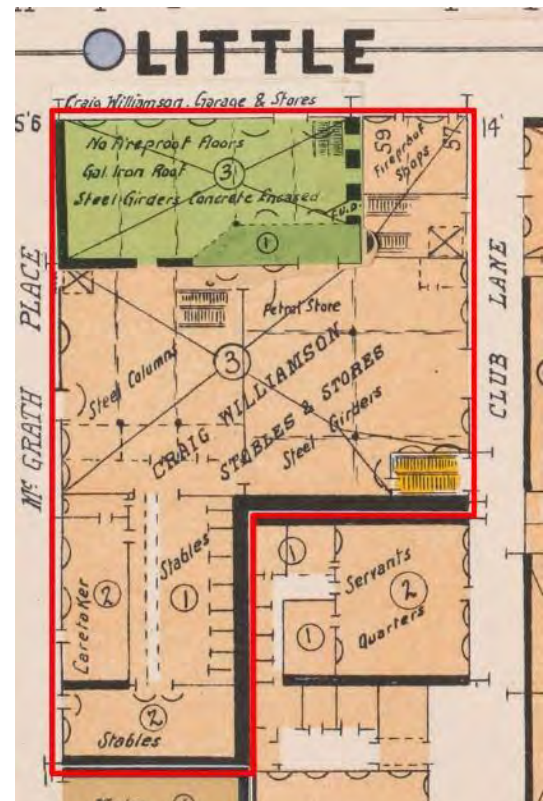 LITTLE
Craig Williamson. Garage & Stores
5'6
14'
No Fireproof Floors
Gal. Iron Roof
3
Steel Girders Concrete Encased
59
57
Fireproof
Shops
F.U.D.
1
Mc GRATH PLACE
CLUB LANE
Petrol Store
3
Steel Columns
CRAIG WILLIAMSON
STABLES & STORES
Steel Girders
Stables
1
Caretaker
2
2
Stables
1
Servants
2
Quarters
1